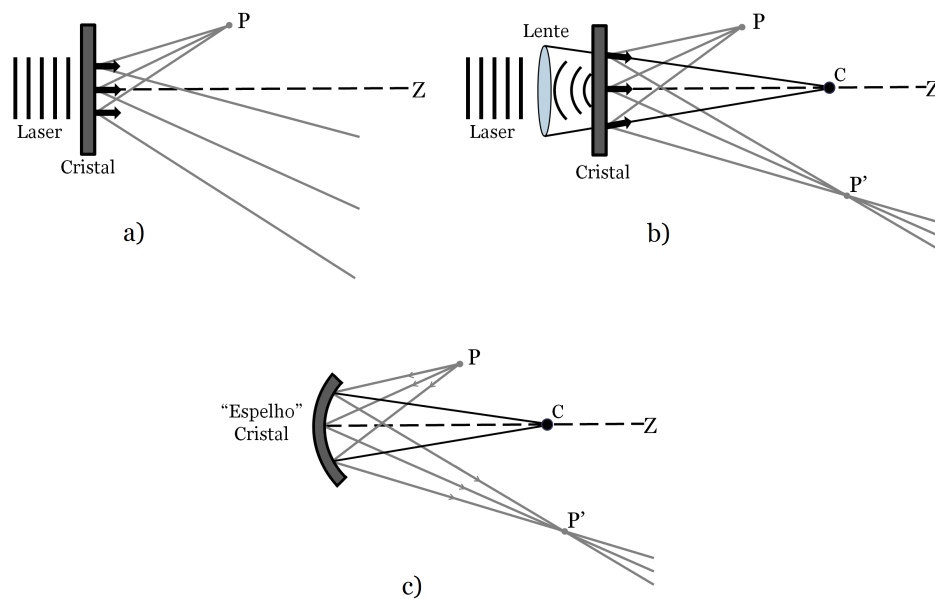 P
Z
Laser
Cristal
a)
Lente
P
C
Z
Laser
Cristal
P'
b)
P
"Espelho"
Cristal
C
Z
P'
c)